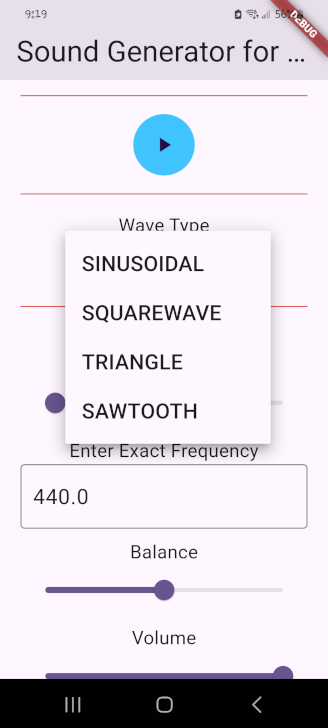 9:19
56%
DEBUG
Sound Generator for ...
Wave Type
SINUSOIDAL
SQUAREWAVE
TRIANGLE
SAWTOOTH
Enter Exact Frequency
440.0
Balance
Volume